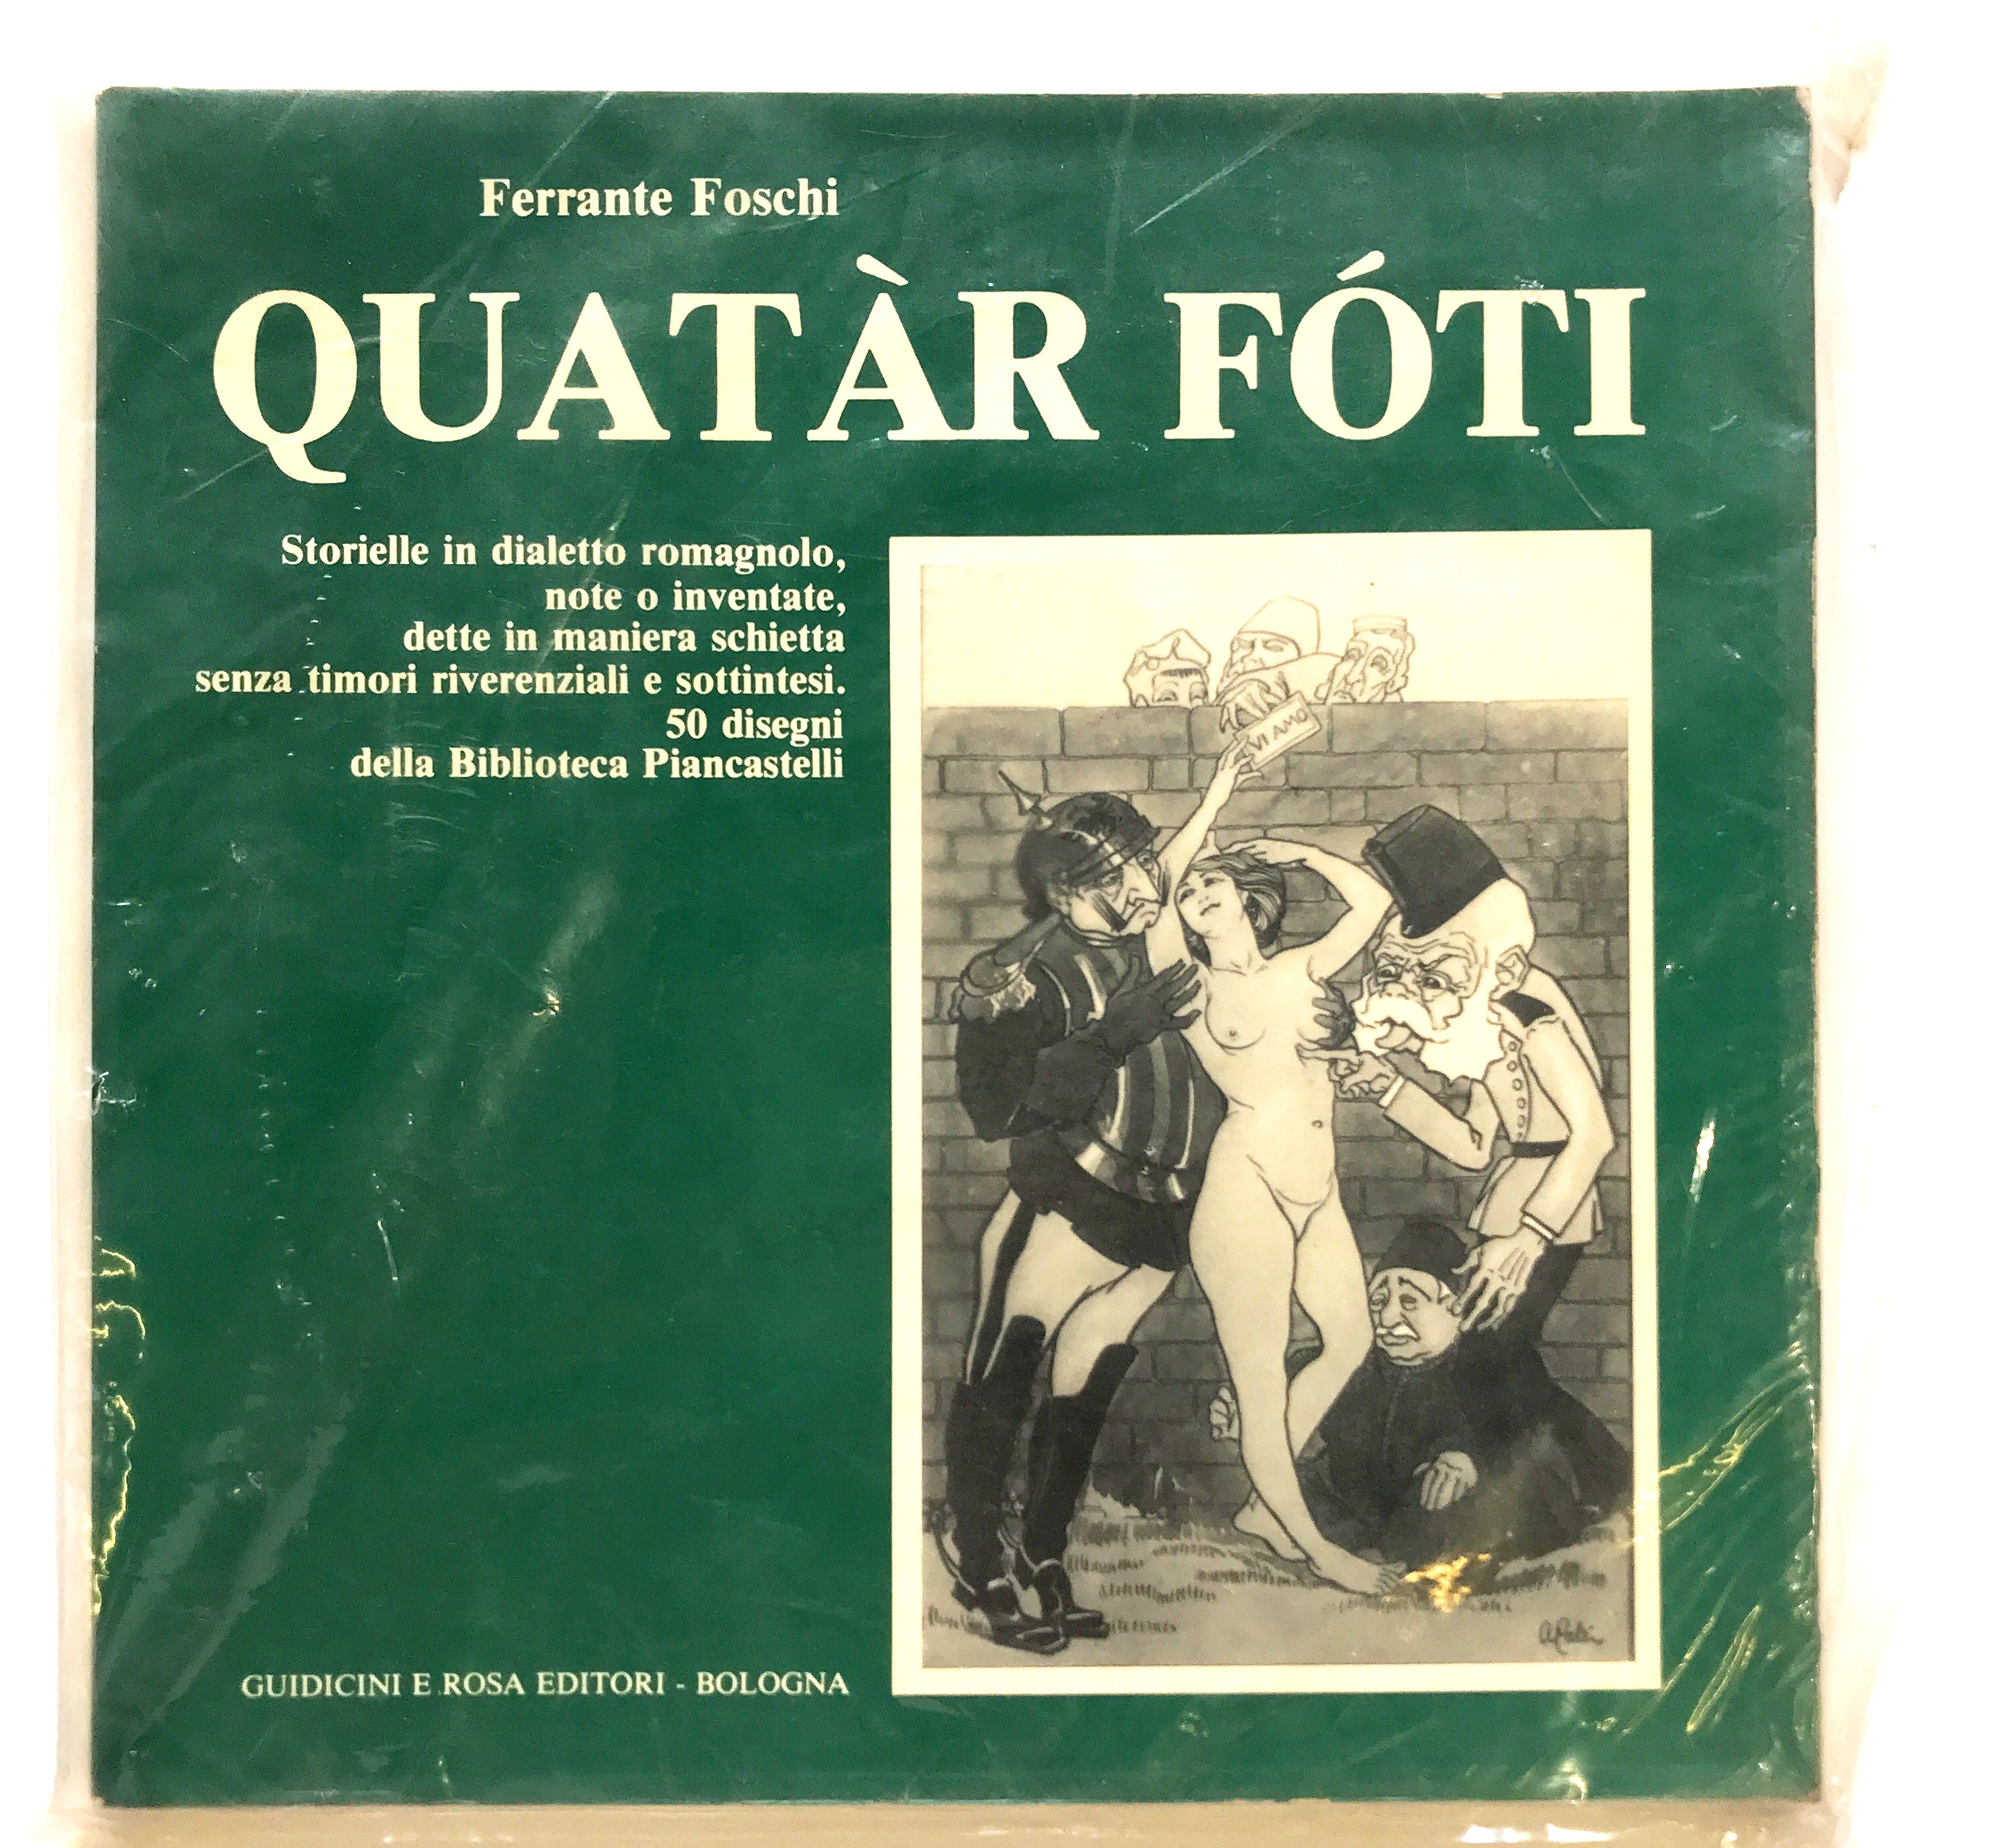 Ferrante Foschi
QUATÀR FÓTI
Storielle in dialetto romagnolo,
note o inventate,
dette in maniera schietta
senza timori riverenziali e sottintesi.
50 disegni
della Biblioteca Piancastelli
VI AMO
GUIDICINI E ROSA EDITORI - BOLOGNA